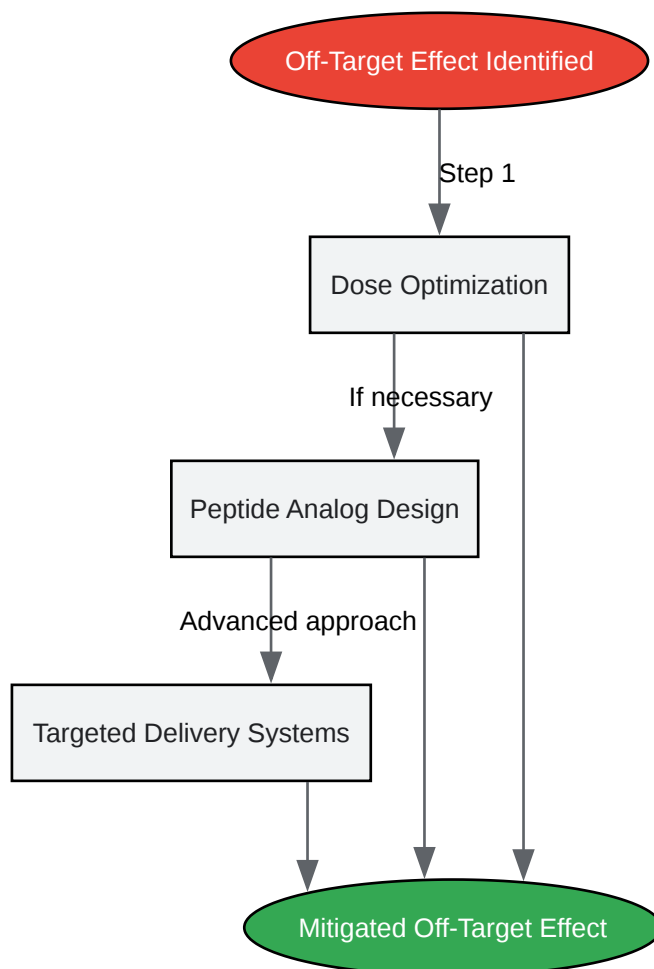 Off-Target Effect Identified
Step 1
Dose Optimization
If necessary
Peptide Analog Design
Advanced approach
Targeted Delivery Systems
Mitigated Off-Target Effect